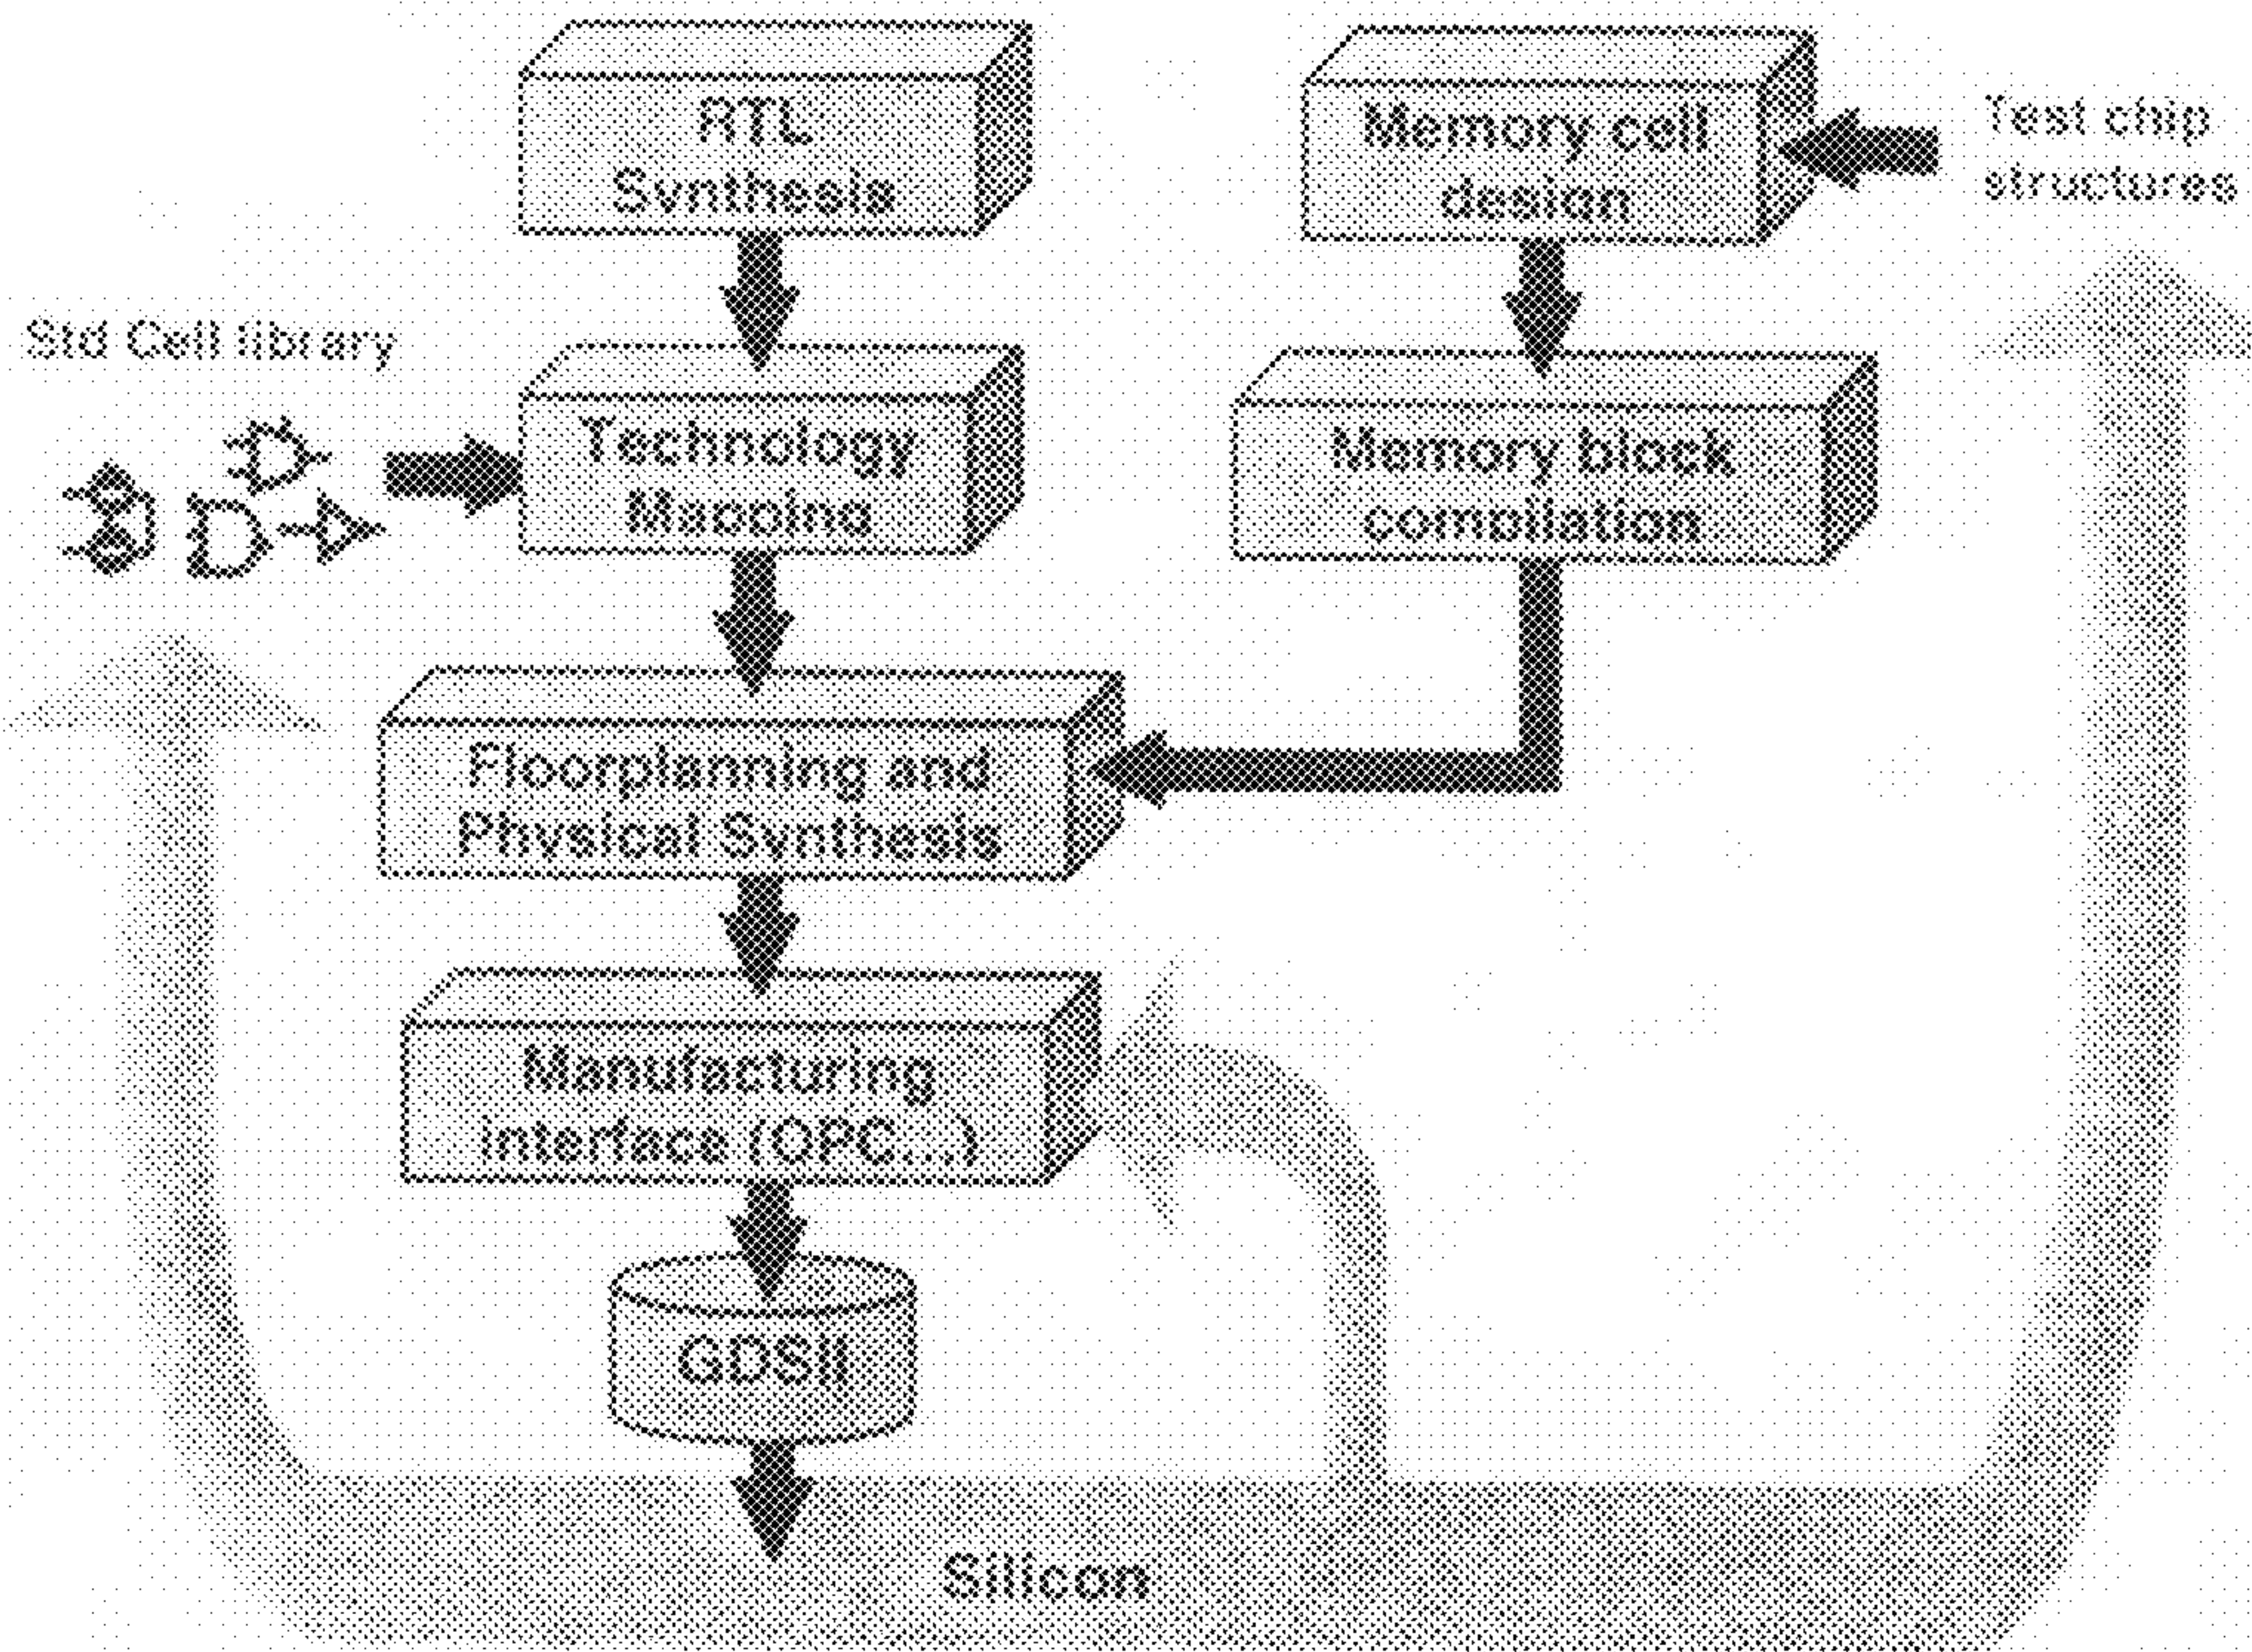 RTL
Synthesis
Memory cell
design
Test chip
structures
Std Cell library
Technology
Mapping
Memory block
compilation
Floorplanning and
Physical Synthesis
Manufacturing
interface (OPC...)
GDSII
Silicon